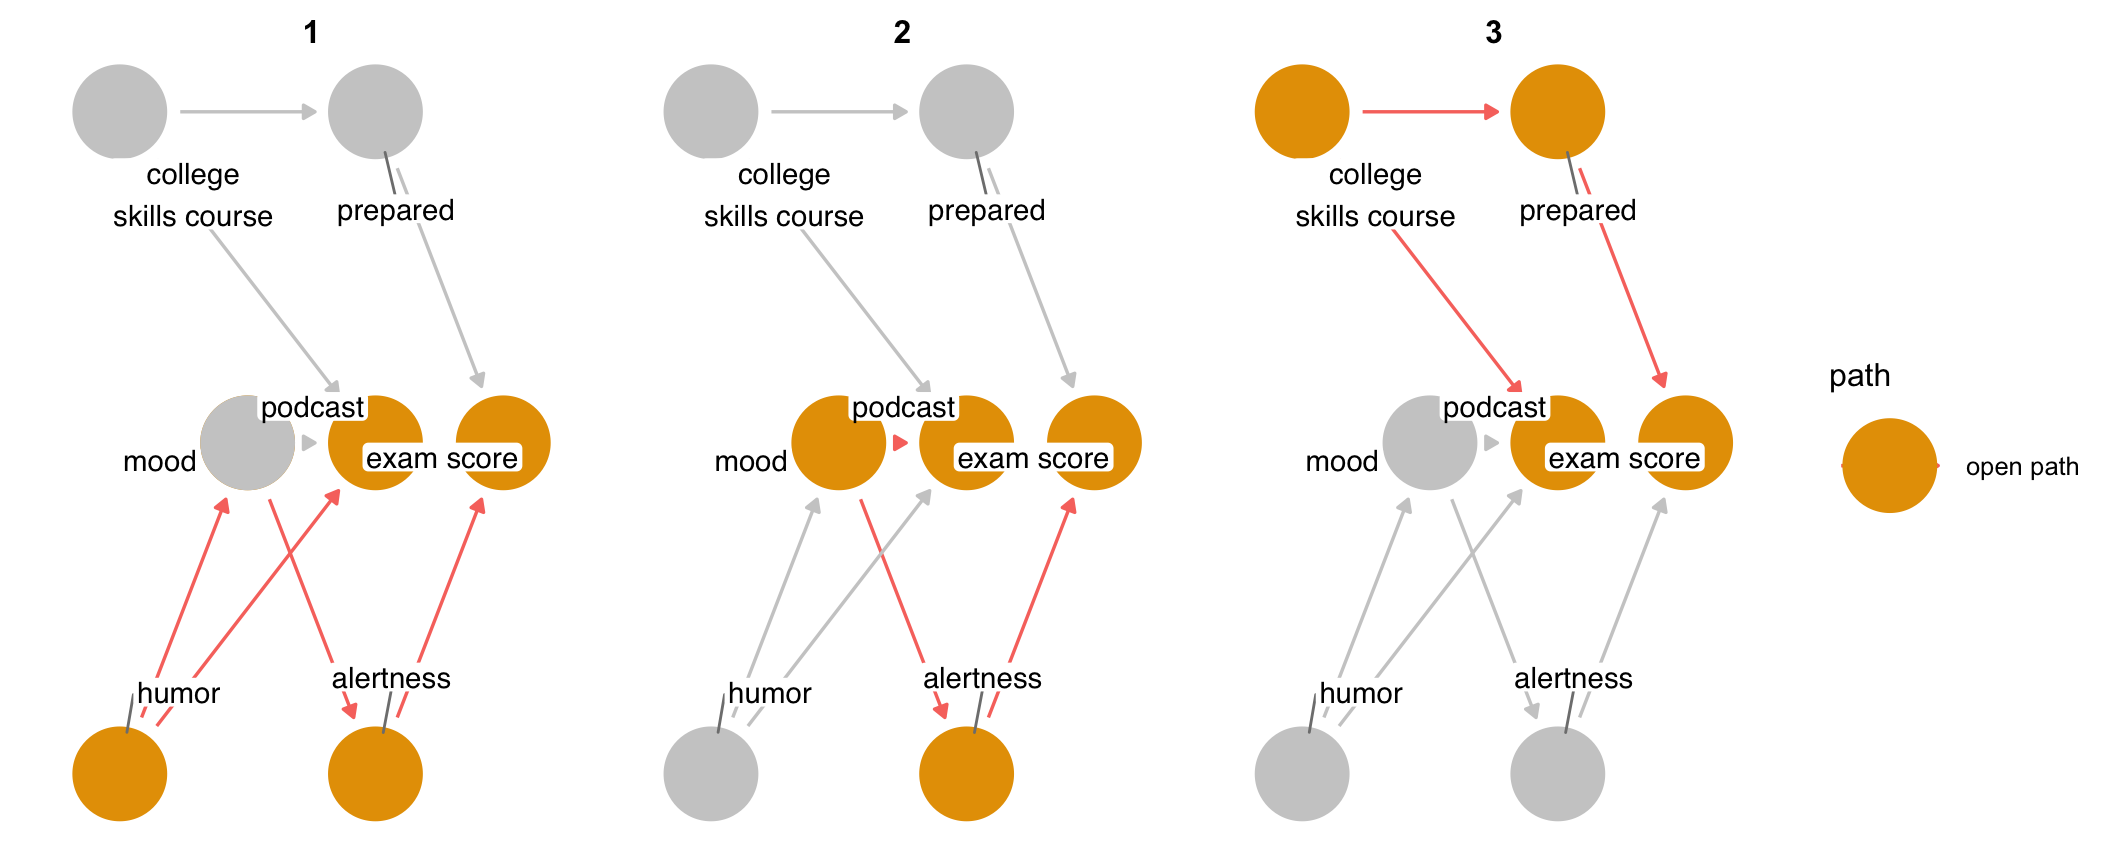 1
college
skills course
prepared
podcast
mood
exam score
alertness
humor
2
college
skills course
prepared
podcast
mood
exam score
alertness
humor
3
college
skills course
prepared
podcast
mood
exam score
alertness
humor
path
open path